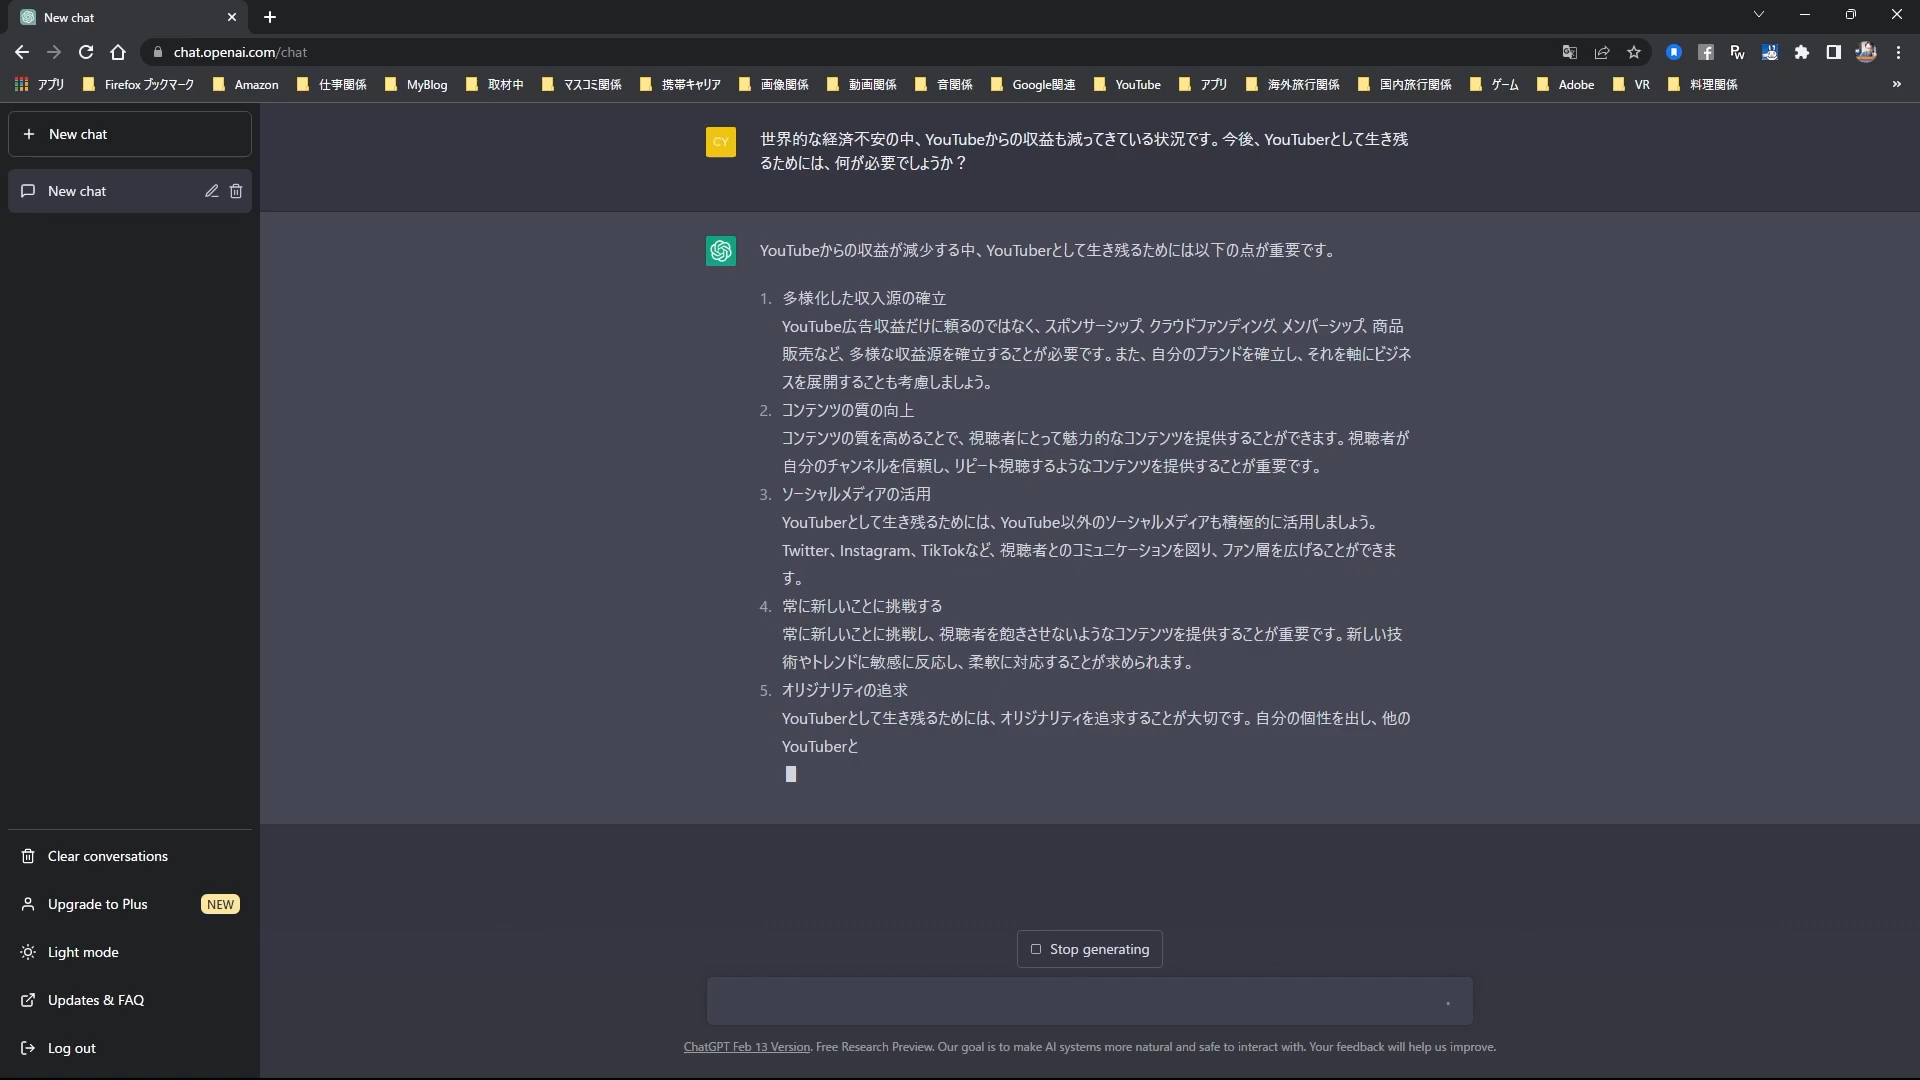 New chat
chat.openai.com/chat
アプリ Firefox ブックマーク Amazon 仕事関係 MyBlog 取材中 マスコミ関係 携帯キャリア 画像関係 動画関係 音関係 Google関連 YouTube アプリ 海外旅行関係 国内旅行関係 ゲーム Adobe VR 料理関係 »
New chat
New chat
CY
世界的な経済不安の中、YouTubeからの収益も減ってきている状況です。今後、YouTuberとして生き残
るためには、何が必要でしょうか？
YouTubeからの収益が減少する中、YouTuberとして生き残るためには以下の点が重要です。
1. 多様化した収入源の確立
YouTube広告収益だけに頼るのではなく、スポンサーシップ、クラウドファンディング、メンバーシップ、商品
販売など、多様な収益源を確立することが必要です。また、自分のブランドを確立し、それを軸にビジネ
スを展開することも考慮しましょう。
2. コンテンツの質の向上
コンテンツの質を高めることで、視聴者にとって魅力的なコンテンツを提供することができます。視聴者が
自分のチャンネルを信頼し、リピート視聴するようなコンテンツを提供することが重要です。
3. ソーシャルメディアの活用
YouTuberとして生き残るためには、YouTube以外のソーシャルメディアも積極的に活用しましょう。
Twitter、Instagram、TikTokなど、視聴者とのコミュニケーションを図り、ファン層を広げることができま
す。
4. 常に新しいことに挑戦する
常に新しいことに挑戦し、視聴者を飽きさせないようなコンテンツを提供することが重要です。新しい技
術やトレンドに敏感に反応し、柔軟に対応することが求められます。
5. オリジナリティの追求
YouTuberとして生き残るためには、オリジナリティを追求することが大切です。自分の個性を出し、他の
YouTuberと
Clear conversations
Upgrade to Plus NEW
Light mode
Updates & FAQ
Log out
Stop generating
ChatGPT Feb 13 Version. Free Research Preview. Our goal is to make AI systems more natural and safe to interact with. Your feedback will help us improve.